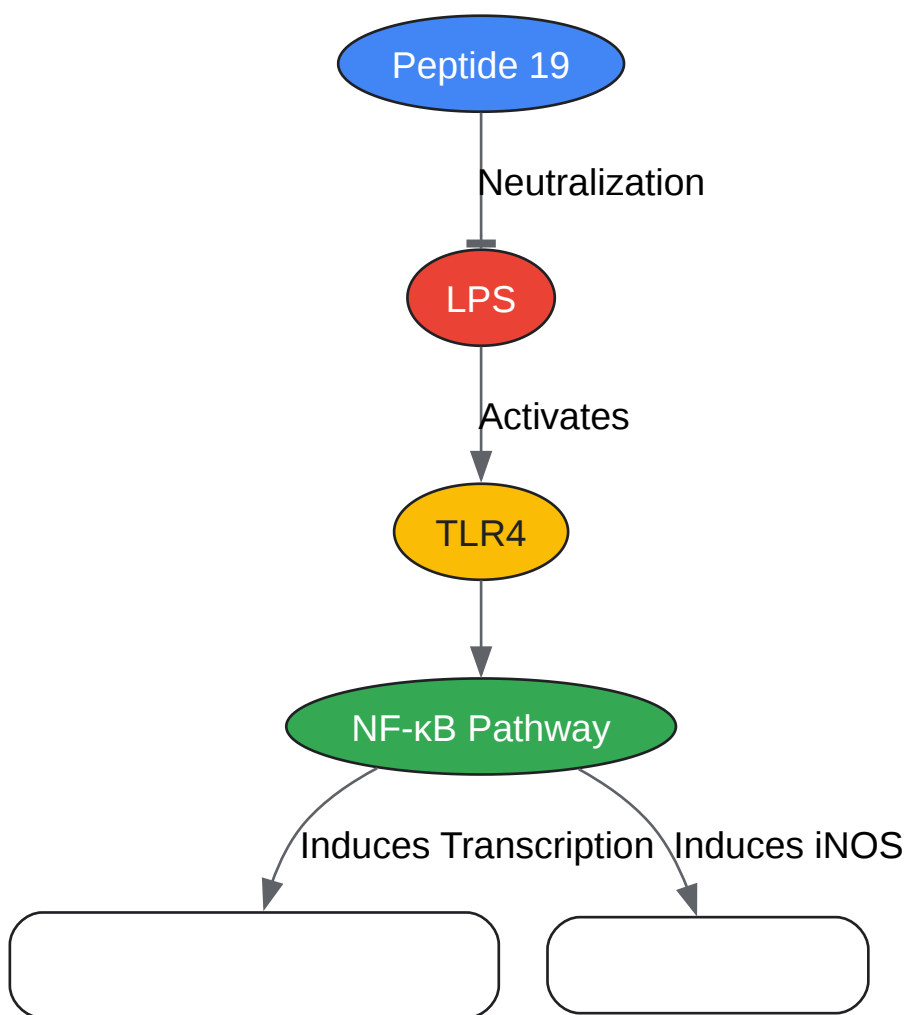 Peptide 19
Neutralization
LPS
Activates
TLR4
NF-κB Pathway
Induces Transcription
Induces iNOS